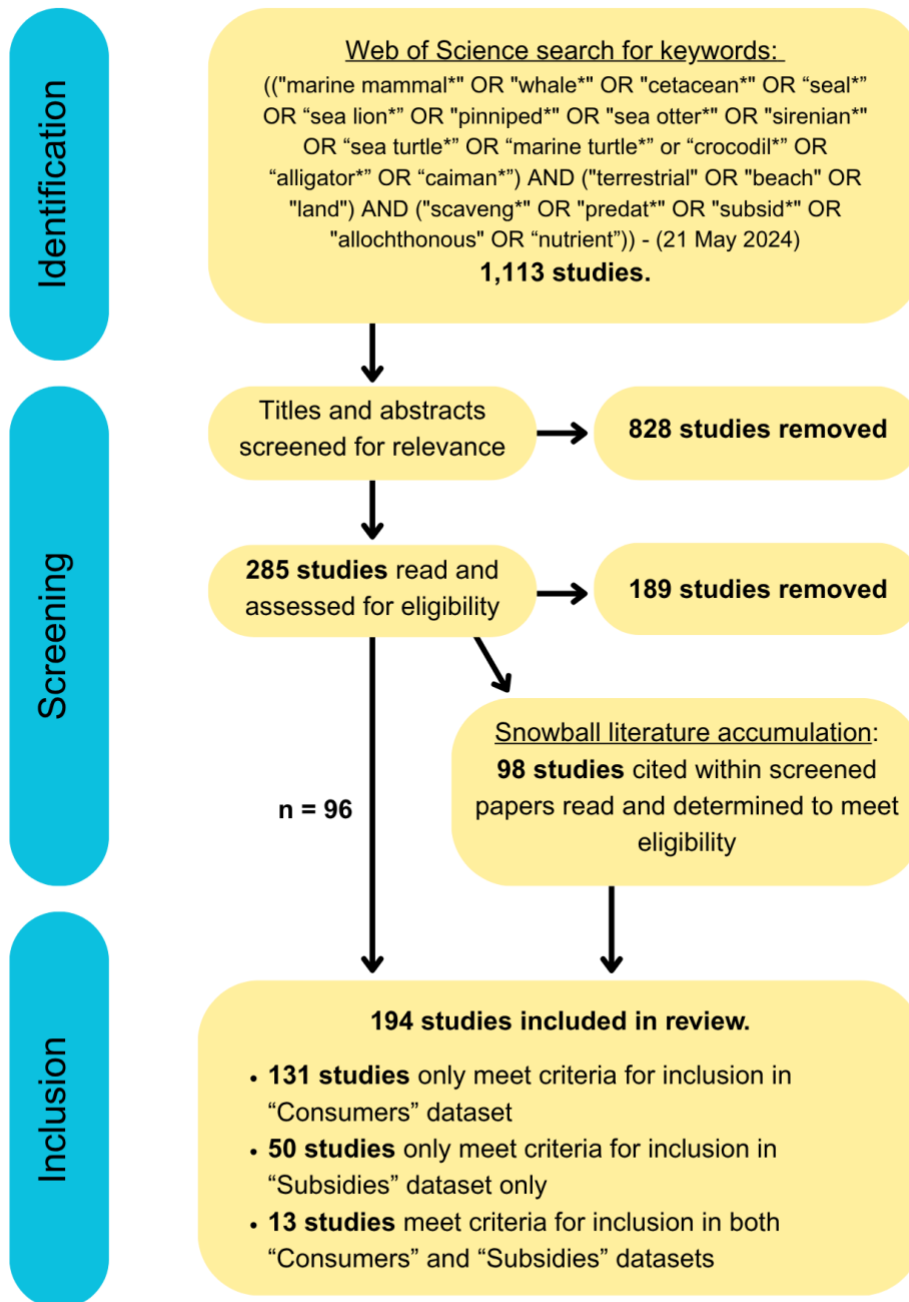 Identification
Web of Science search for keywords:
(("marine mammal*" OR "whale*" OR "cetacean*" OR “seal*”
OR “sea lion*” OR "pinniped*" OR "sea otter*" OR "sirenian*"
OR “sea turtle*” OR “marine turtle*” or “crocodil*” OR
“alligator*” OR “caiman*”) AND ("terrestrial" OR "beach" OR
"land") AND ("scaveng*" OR "predat*" OR "subsid*" OR
"allochthonous" OR “nutrient”)) - (21 May 2024)
1,113 studies.
Screening
Titles and abstracts
screened for relevance
828 studies removed
285 studies read and
assessed for eligibility
189 studies removed
Snowball literature accumulation:
98 studies cited within screened
papers read and determined to meet
eligibility
n = 96
Inclusion
194 studies included in review.
• 131 studies only meet criteria for inclusion in
“Consumers” dataset
• 50 studies only meet criteria for inclusion in
“Subsidies” dataset only
• 13 studies meet criteria for inclusion in both
“Consumers” and “Subsidies” datasets